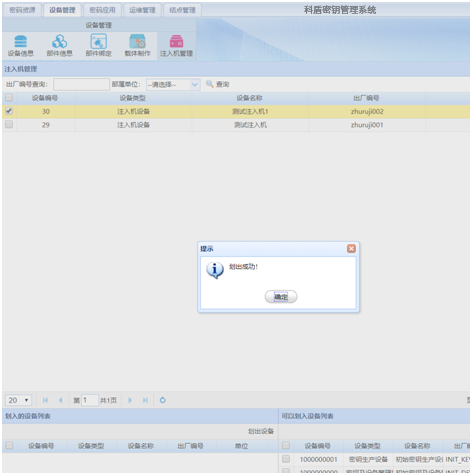 密码资源 设备管理 密码应用 运维管理 结点管理 科盾密钥管理系统
设备管理
设备信息 部件信息 部件绑定 载体制作 注入机管理
注入机管理
出厂编号查询: 部属单位: --请选择-- 查询
设备编号 设备类型 设备名称 出厂编号
30 注入机设备 测试注入机1 zhuruji002
29 注入机设备 测试注入机 zhuruji001
提示
划出成功!
确定
20 第 1 共1页
划入的设备列表 可以划入设备列表
划出设备
设备编号 设备类型 设备名称 出厂编号 单位 设备编号 设备类型 设备名称 出厂
1000000001 密钥生产设备 初始密钥生产设 INIT_KE